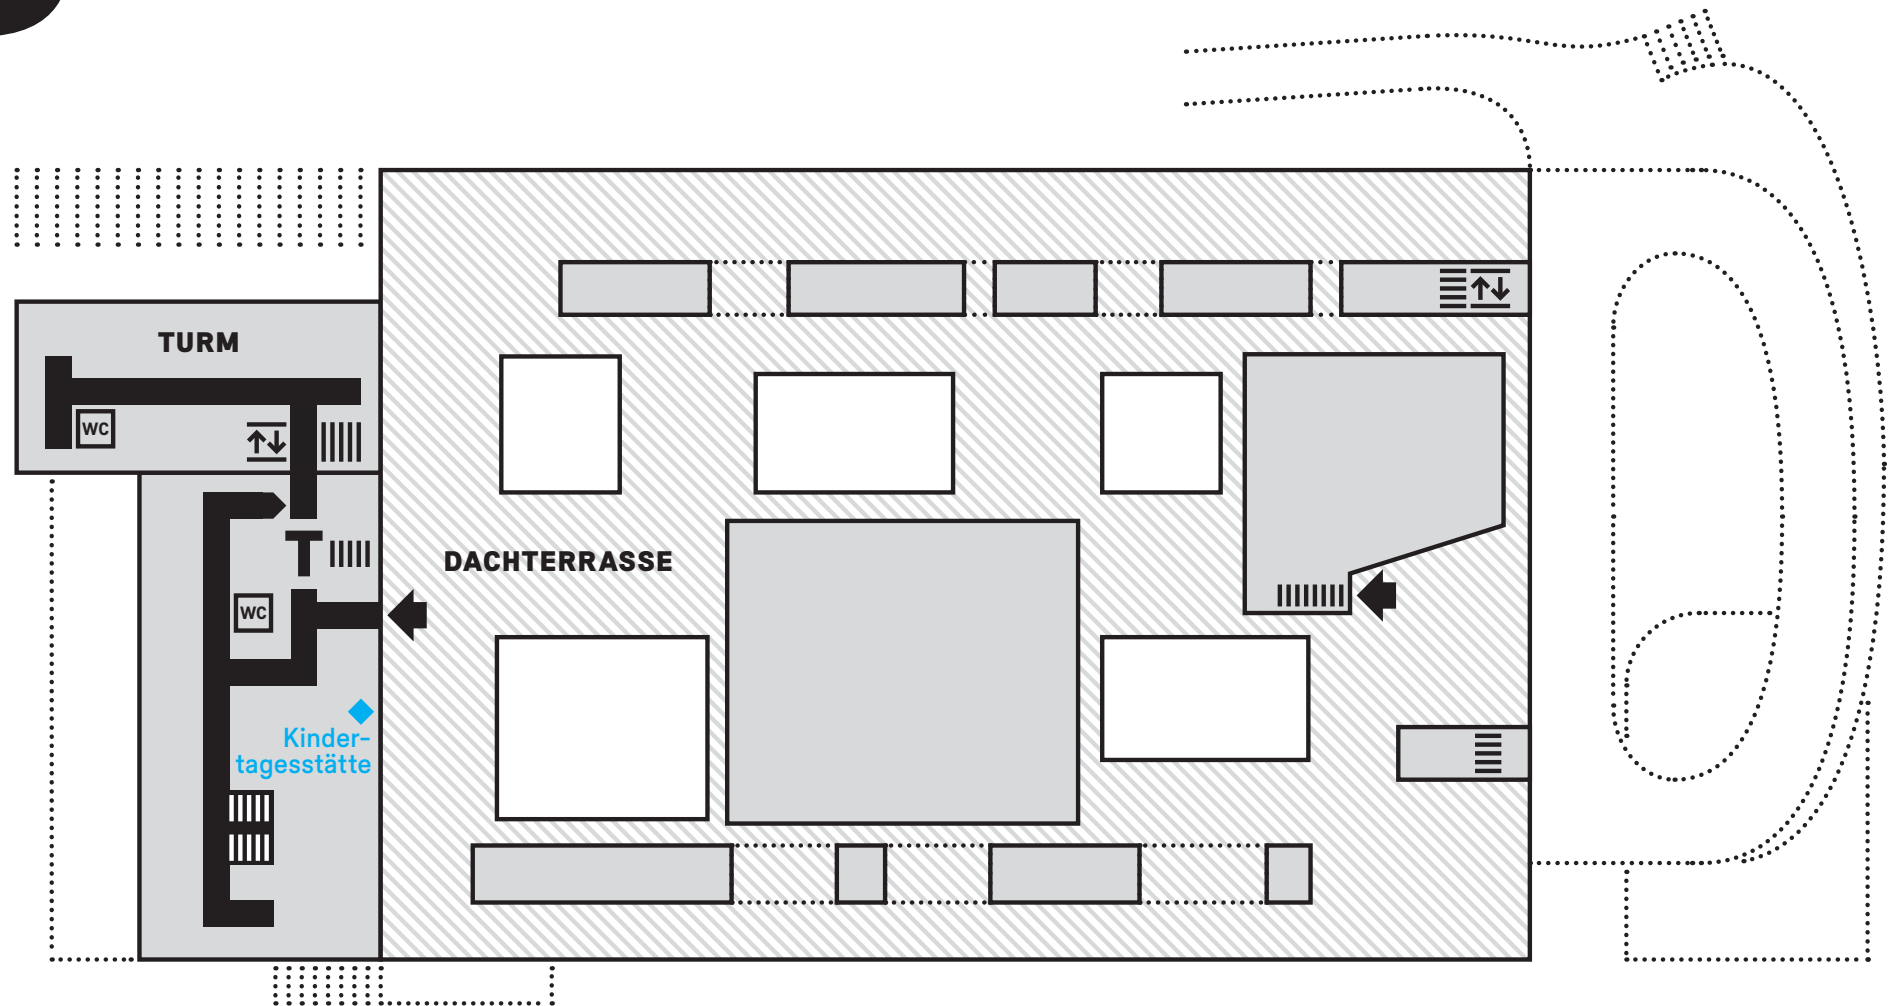 TURM
WC
DACHTERRASSE
WC
Kinder-
tagesstätte